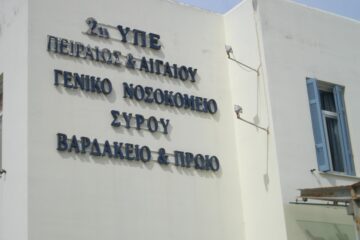 2η ΥΠΕ
ΠΕΙΡΑΙΩΣ & ΑΙΓΑΙΟΥ
ΓΕΝΙΚΟ ΝΟΣΟΚΟΜΕΙΟ
ΣΥΡΟΥ
ΒΑΡΔΑΚΕΙΟ & ΠΡΩΙΟ